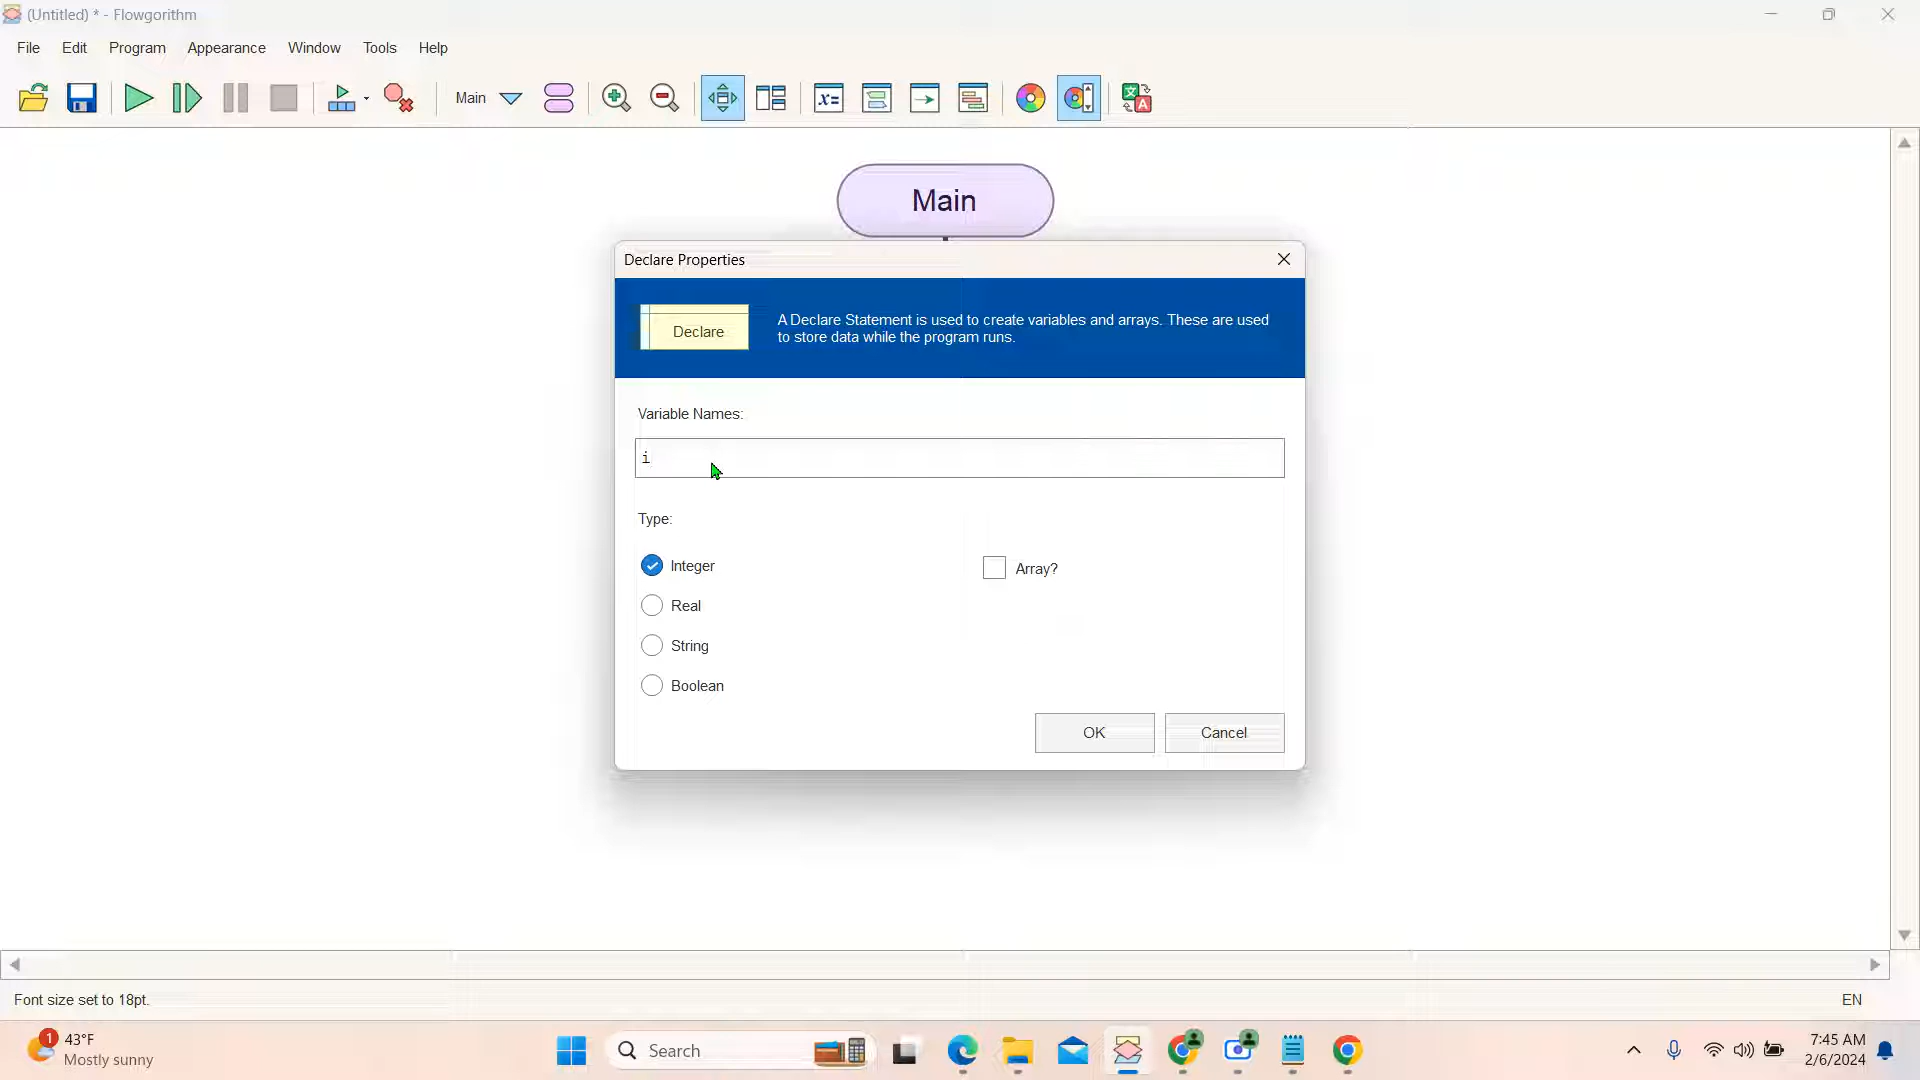 (Untitled) * - Flowgorithm
File Edit Program Appearance Window Tools Help
Main
x=
文
A
Main
Declare Properties
Declare
A Declare Statement is used to create variables and arrays. These are used
to store data while the program runs.
Variable Names:
i
Type:
Integer
Array?
Real
String
Boolean
OK Cancel
Font size set to 18pt.
EN
1
43°F
Mostly sunny
Search
7:45 AM
2/6/2024